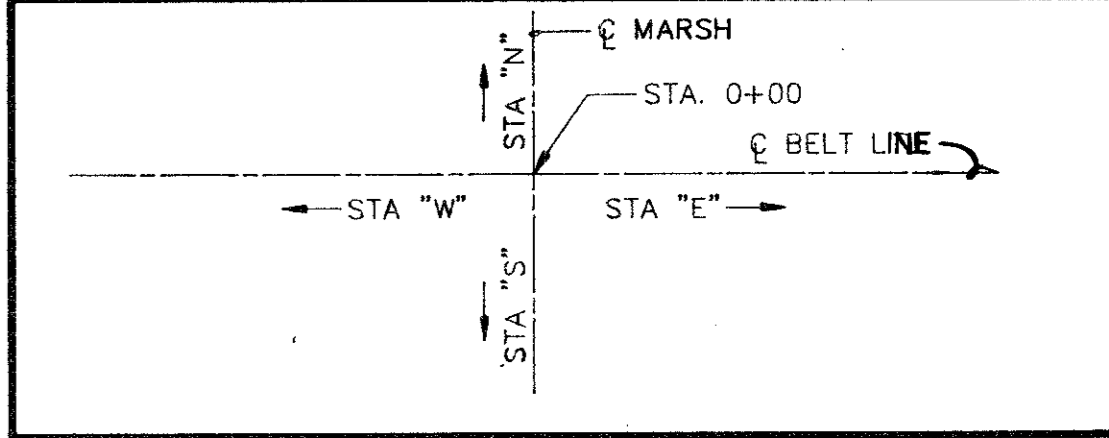 ℄ MARSH
STA "N"
STA. 0+00
℄ BELT LINE
STA "W"
STA "E"
STA "S"